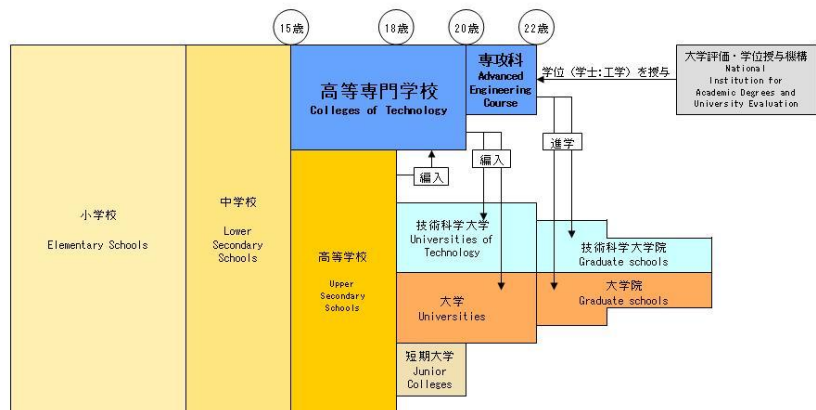 15歳
18歳
20歳
22歳
高等専門学校
Colleges of Technology
専攻科
Advanced
Engineering
Course
学位（学士:工学）を授与
大学評価・学位授与機構
National
Institution for
Academic Degrees and
University Evaluation
編入
編入
進学
小学校
Elementary Schools
中学校
Lower
Secondary
Schools
高等学校
Upper
Secondary
Schools
技術科学大学
Universities of
Technology
技術科学大学院
Graduate schools
大学
Universities
大学院
Graduate schools
短期大学
Junior
Colleges